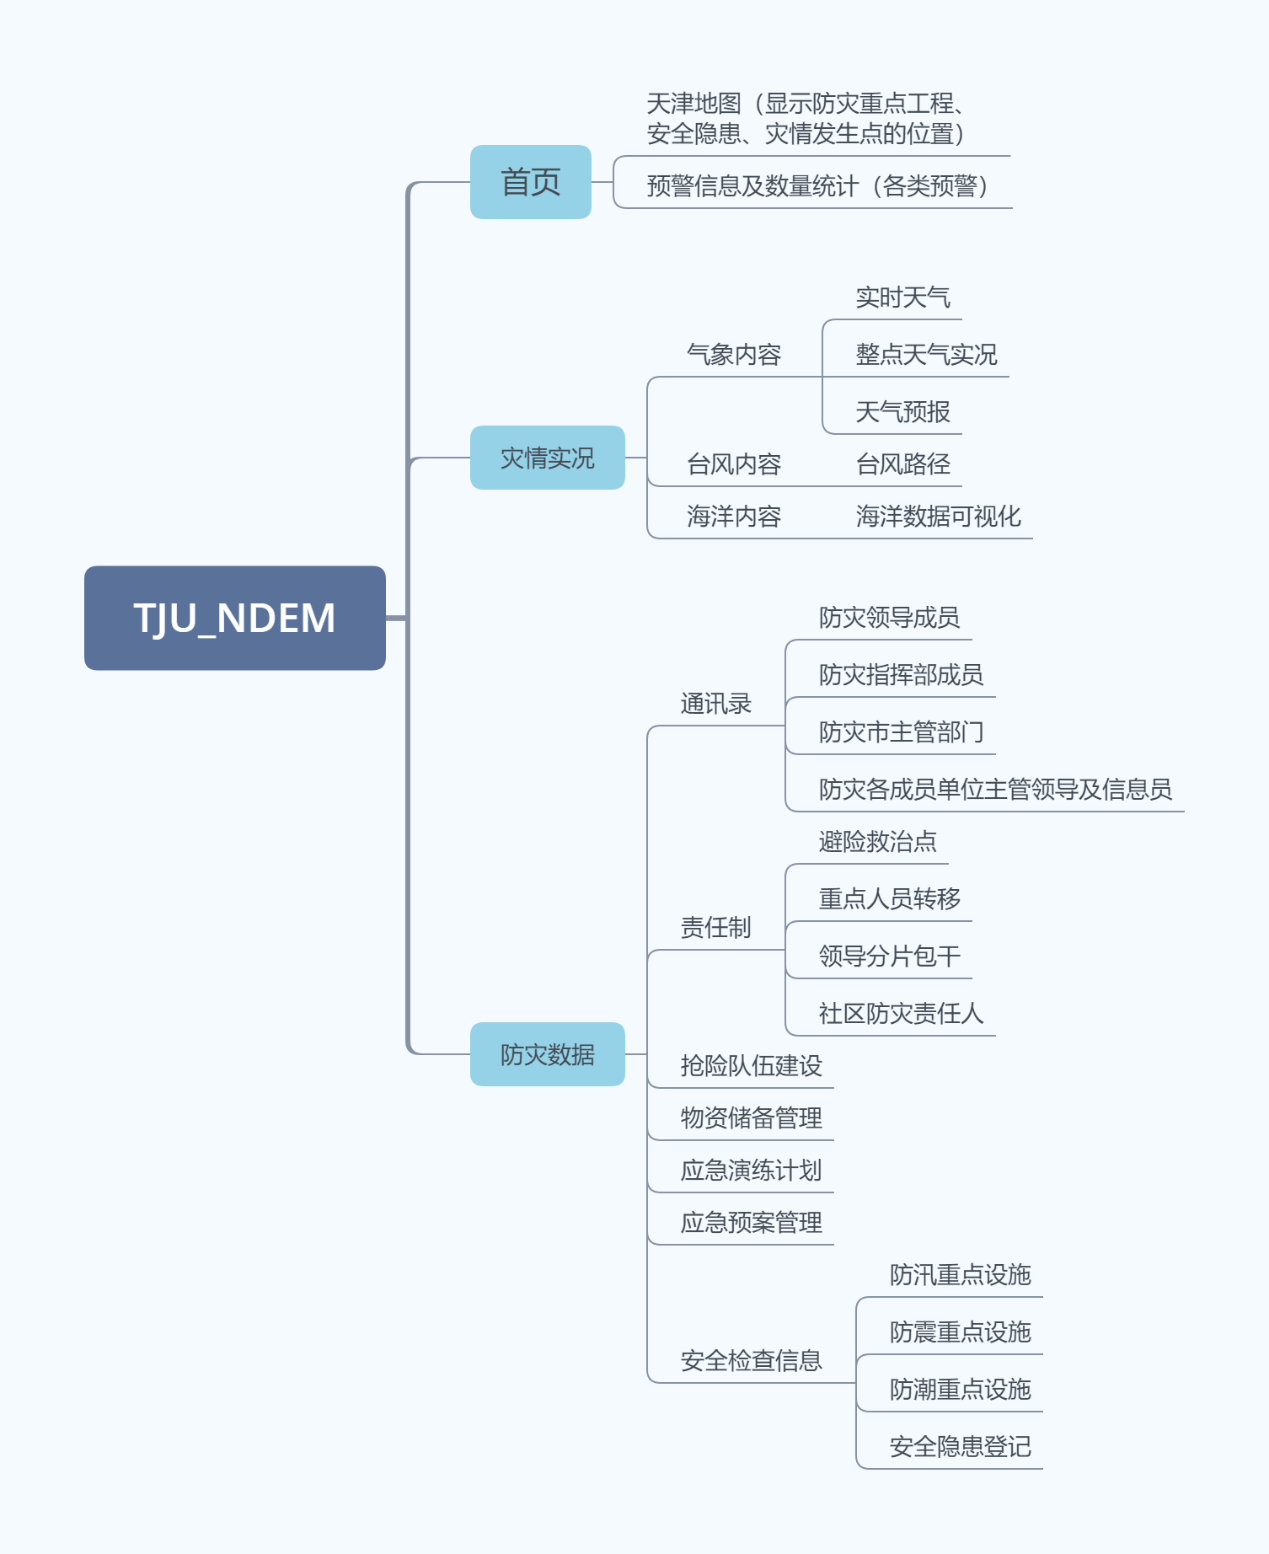 TJU_NDEM
首页
天津地图（显示防灾重点工程、
安全隐患、灾情发生点的位置）
预警信息及数量统计（各类预警）
灾情实况
气象内容
实时天气
整点天气实况
天气预报
台风内容
台风路径
海洋内容
海洋数据可视化
防灾数据
通讯录
防灾领导成员
防灾指挥部成员
防灾市主管部门
防灾各成员单位主管领导及信息员
责任制
避险救治点
重点人员转移
领导分片包干
社区防灾责任人
抢险队伍建设
物资储备管理
应急演练计划
应急预案管理
安全检查信息
防汛重点设施
防震重点设施
防潮重点设施
安全隐患登记